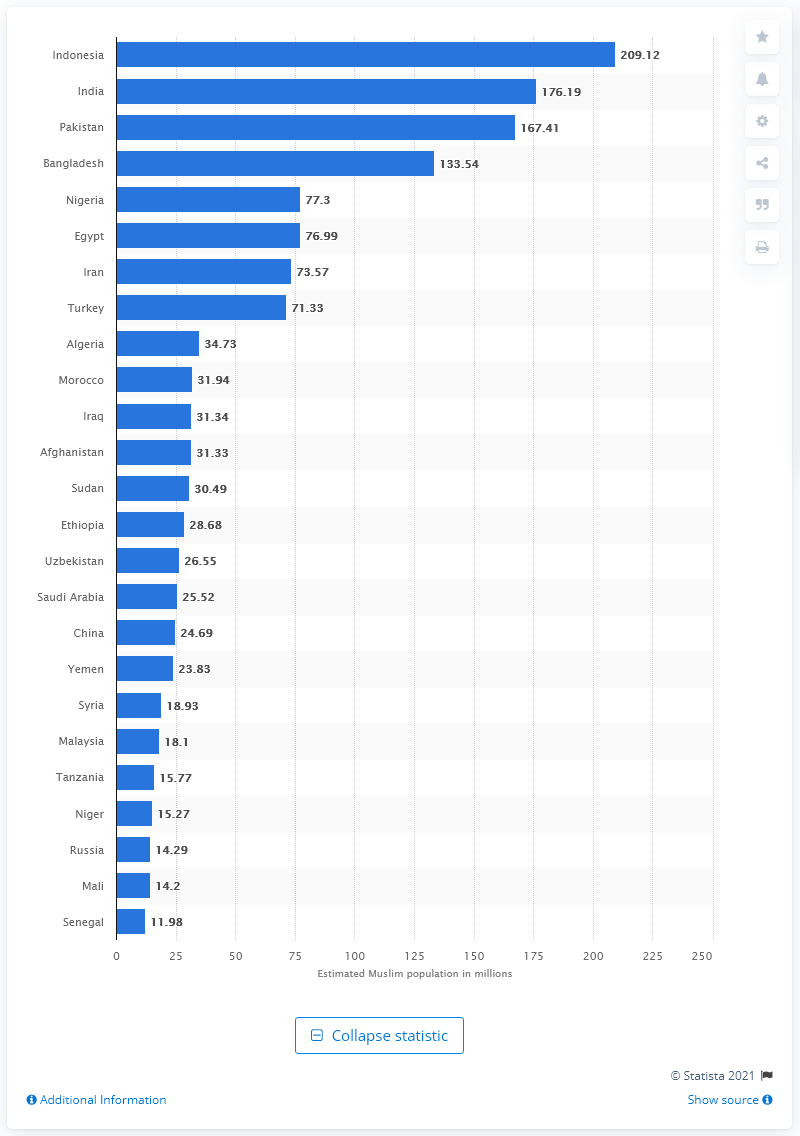 Indonesia 209.12
India 176.19
Pakistan 167.41
Bangladesh 133.54
Nigeria 77.3
Egypt 76.99
Iran 73.57
Turkey 71.33
Algeria 34.73
Morocco 31.94
Iraq 31.34
Afghanistan 31.33
Sudan 30.49
Ethiopia 28.68
Uzbekistan 26.55
Saudi Arabia 25.52
China 24.69
Yemen 23.83
Syria 18.93
Malaysia 18.1
Tanzania 15.77
Niger 15.27
Russia 14.29
Mali 14.2
Senegal 11.98
0 25 50 75 100 125 150 175 200 225 250
Estimated Muslim population in millions
Collapse statistic
© Statista 2021
Additional Information Show source